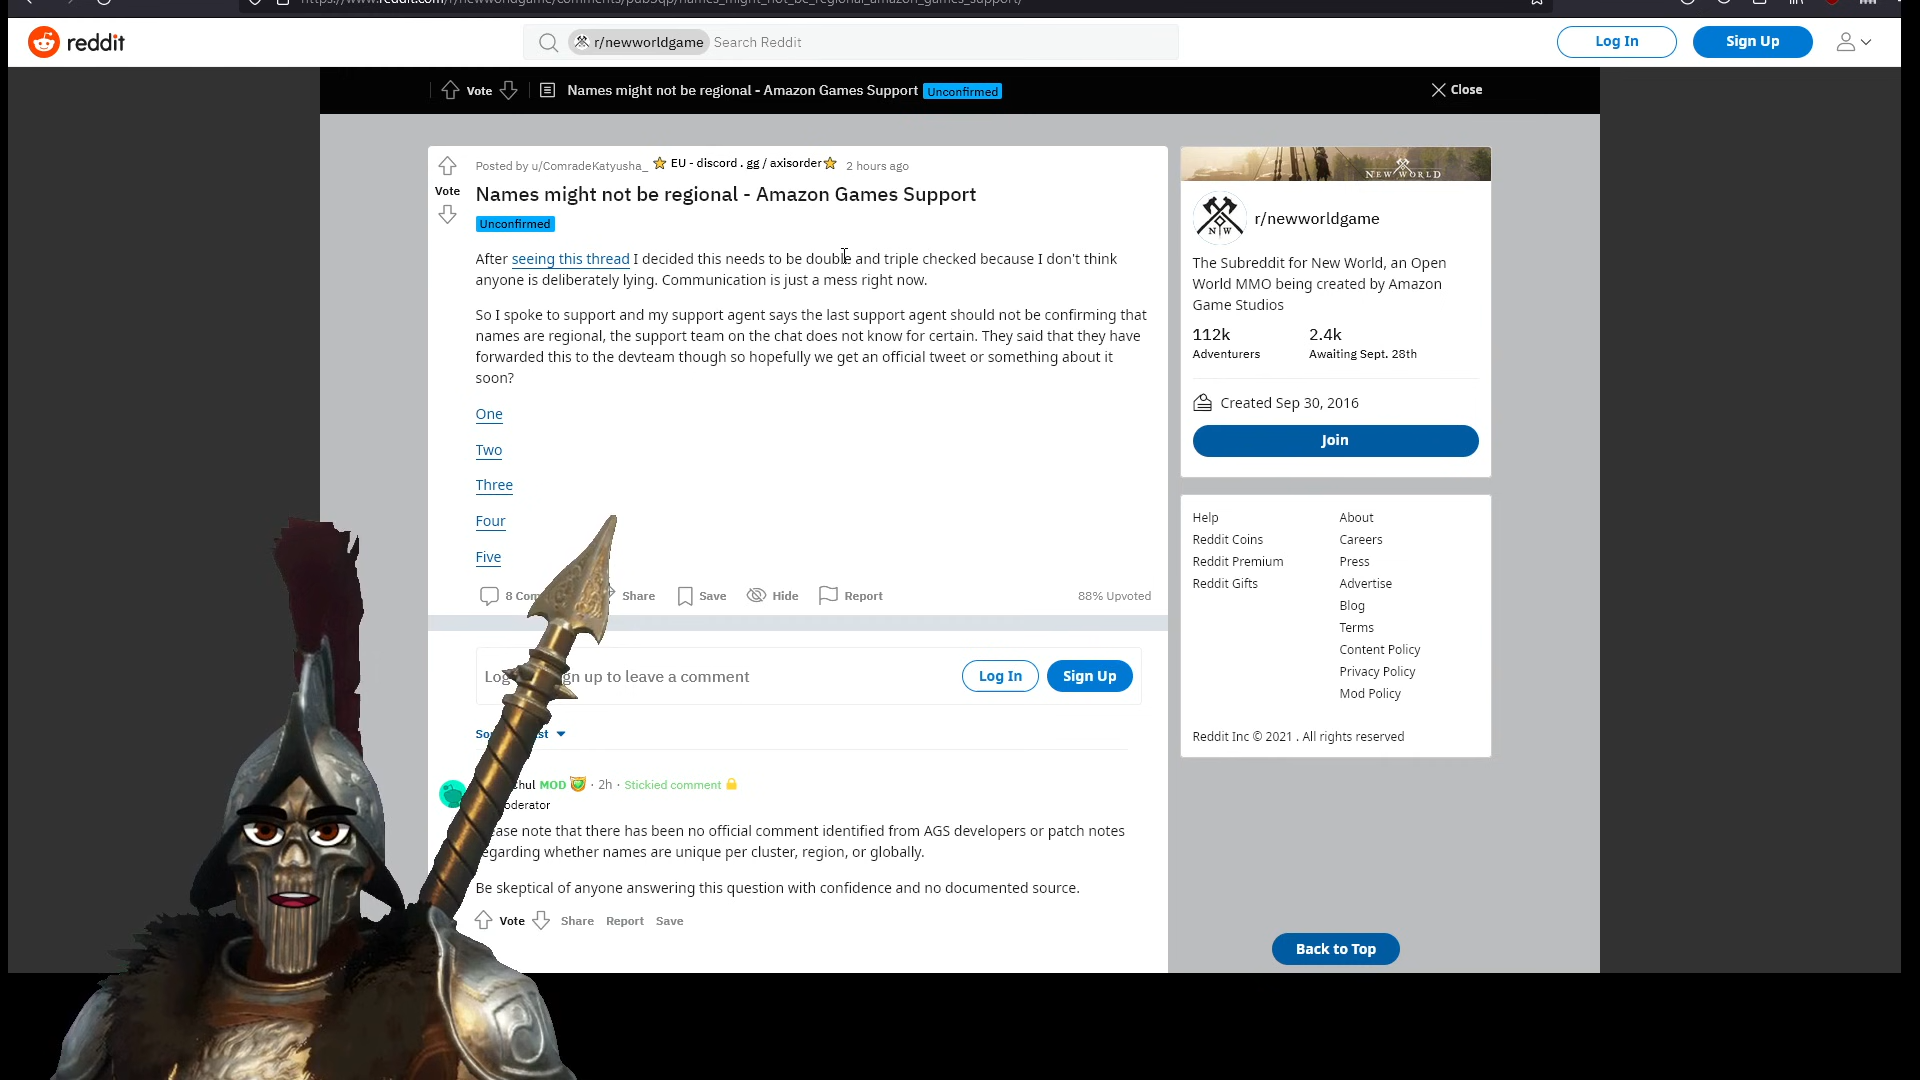 reddit
r/newworldgame Search Reddit
Log In
Sign Up
Vote
Names might not be regional - Amazon Games Support Unconfirmed
Close
Posted by u/ComradeKatyusha_ EU - discord . gg / axisorder 2 hours ago
Vote
Names might not be regional - Amazon Games Support
Unconfirmed
After seeing this thread I decided this needs to be double and triple checked because I don't think
anyone is deliberately lying. Communication is just a mess right now.
So I spoke to support and my support agent says the last support agent should not be confirming that
names are regional, the support team on the chat does not know for certain. They said that they have
forwarded this to the devteam though so hopefully we get an official tweet or something about it
soon?
One
Two
Three
Four
Five
8 Share Save Hide Report 88% Upvoted
up to leave a comment
Log In
Sign Up
MOD · 2h · Stickied comment
note that there has been no official comment identified from AGS developers or patch notes
regarding whether names are unique per cluster, region, or globally.
Be skeptical of anyone answering this question with confidence and no documented source.
Vote Share Report Save
NEW WORLD
N W
r/newworldgame
The Subreddit for New World, an Open
World MMO being created by Amazon
Game Studios
112k 2.4k
Adventurers Awaiting Sept. 28th
Created Sep 30, 2016
Join
Help About
Reddit Coins Careers
Reddit Premium Press
Reddit Gifts Advertise
Blog
Terms
Content Policy
Privacy Policy
Mod Policy
Reddit Inc © 2021 . All rights reserved
Back to Top